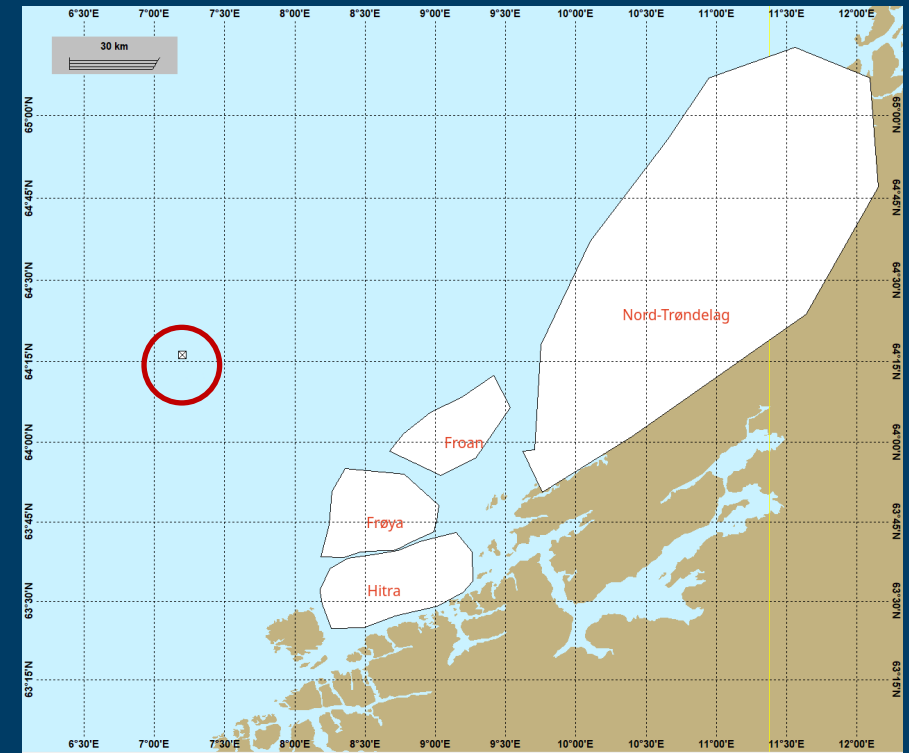 6°30'E 7°00'E 7°30'E 8°00'E 8°30'E 9°00'E 9°30'E 10°00'E 10°30'E 11°00'E 11°30'E 12°00'E
30 km
65°00'N 65°00'N
64°45'N 64°45'N
64°30'N 64°30'N
Nord-Trøndelag
64°15'N 64°15'N
64°00'N Froan 64°00'N
63°45'N Frøya 63°45'N
Hitra
63°30'N 63°30'N
63°15'N 63°15'N
6°30'E 7°00'E 7°30'E 8°00'E 8°30'E 9°00'E 9°30'E 10°00'E 10°30'E 11°00'E 11°30'E 12°00'E